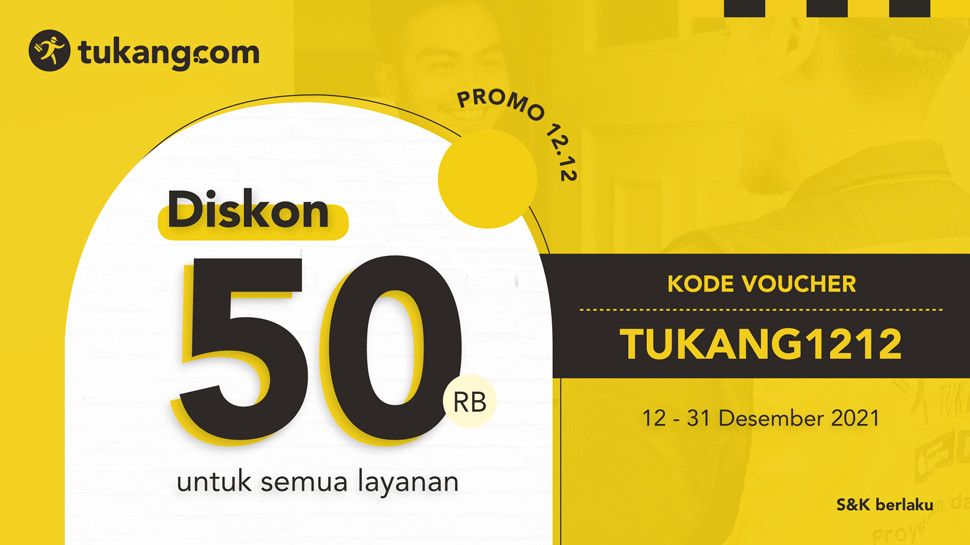 tukang.com
PROMO 12.12
Diskon
50
RB
untuk semua layanan
KODE VOUCHER
TUKANG1212
12 - 31 Desember 2021
S&K berlaku